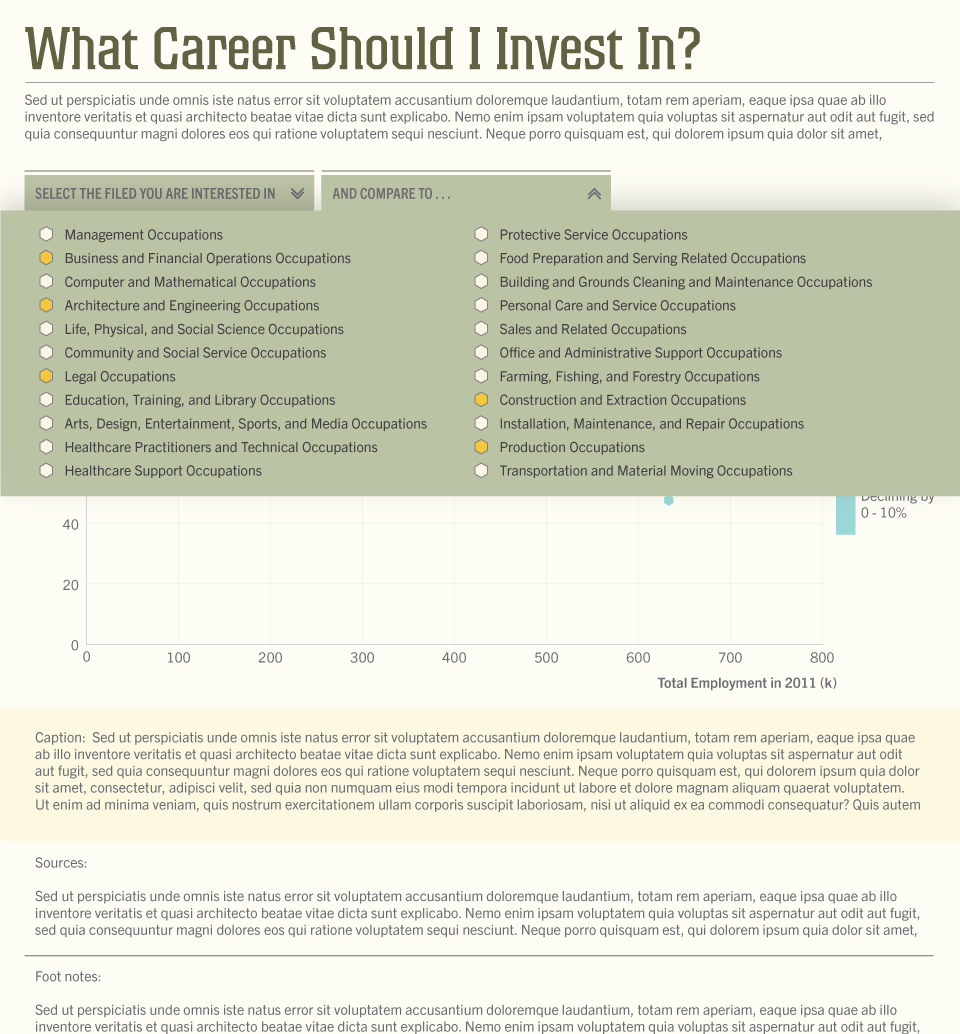 What Career Should I Invest In?
Sed ut perspiciatis unde omnis iste natus error sit voluptatem accusantium doloremque laudantium, totam rem aperiam, eaque ipsa quae ab illo
inventore veritatis et quasi architecto beatae vitae dicta sunt explicabo. Nemo enim ipsam voluptatem quia voluptas sit aspernatur aut odit aut fugit, sed
quia consequuntur magni dolores eos qui ratione voluptatem sequi nesciunt. Neque porro quisquam est, qui dolorem ipsum quia dolor sit amet,
SELECT THE FILED YOU ARE INTERESTED IN
AND COMPARE TO . . .
Management Occupations
Business and Financial Operations Occupations
Computer and Mathematical Occupations
Architecture and Engineering Occupations
Life, Physical, and Social Science Occupations
Community and Social Service Occupations
Legal Occupations
Education, Training, and Library Occupations
Arts, Design, Entertainment, Sports, and Media Occupations
Healthcare Practitioners and Technical Occupations
Healthcare Support Occupations
Protective Service Occupations
Food Preparation and Serving Related Occupations
Building and Grounds Cleaning and Maintenance Occupations
Personal Care and Service Occupations
Sales and Related Occupations
Office and Administrative Support Occupations
Farming, Fishing, and Forestry Occupations
Construction and Extraction Occupations
Installation, Maintenance, and Repair Occupations
Production Occupations
Transportation and Material Moving Occupations
Declining by
0 - 10%
40
20
0
0 100 200 300 400 500 600 700 800
Total Employment in 2011 (k)
Caption: Sed ut perspiciatis unde omnis iste natus error sit voluptatem accusantium doloremque laudantium, totam rem aperiam, eaque ipsa quae
ab illo inventore veritatis et quasi architecto beatae vitae dicta sunt explicabo. Nemo enim ipsam voluptatem quia voluptas sit aspernatur aut odit
aut fugit, sed quia consequuntur magni dolores eos qui ratione voluptatem sequi nesciunt. Neque porro quisquam est, qui dolorem ipsum quia dolor
sit amet, consectetur, adipisci velit, sed quia non numquam eius modi tempora incidunt ut labore et dolore magnam aliquam quaerat voluptatem.
Ut enim ad minima veniam, quis nostrum exercitationem ullam corporis suscipit laboriosam, nisi ut aliquid ex ea commodi consequatur? Quis autem
Sources:
Sed ut perspiciatis unde omnis iste natus error sit voluptatem accusantium doloremque laudantium, totam rem aperiam, eaque ipsa quae ab illo
inventore veritatis et quasi architecto beatae vitae dicta sunt explicabo. Nemo enim ipsam voluptatem quia voluptas sit aspernatur aut odit aut fugit,
sed quia consequuntur magni dolores eos qui ratione voluptatem sequi nesciunt. Neque porro quisquam est, qui dolorem ipsum quia dolor sit amet,
Foot notes:
Sed ut perspiciatis unde omnis iste natus error sit voluptatem accusantium doloremque laudantium, totam rem aperiam, eaque ipsa quae ab illo
inventore veritatis et quasi architecto beatae vitae dicta sunt explicabo. Nemo enim ipsam voluptatem quia voluptas sit aspernatur aut odit aut fugit,